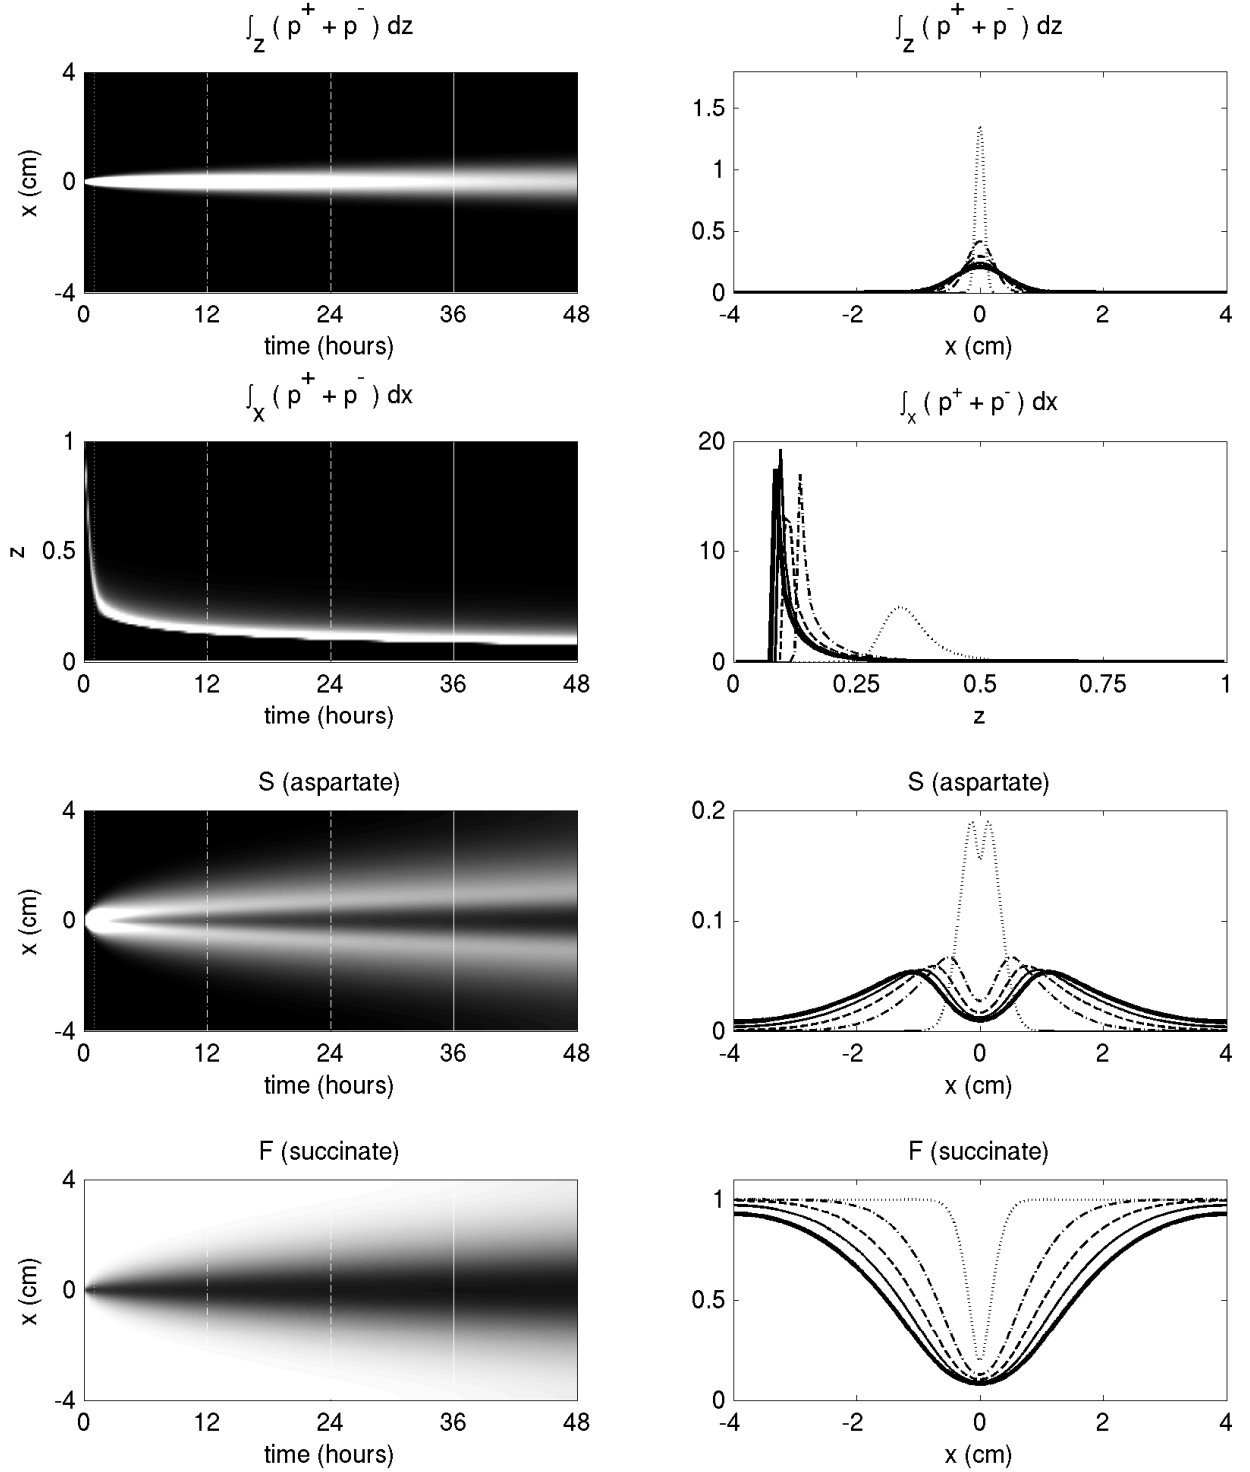 ∫z ( p+ + p- ) dz
4
0
-4
x (cm)
0 12 24 36 48
time (hours)
∫z ( p+ + p- ) dz
1.5
1
0.5
0
-4 -2 0 2 4
x (cm)
∫x ( p+ + p- ) dx
1
0.5
0
z
0 12 24 36 48
time (hours)
∫x ( p+ + p- ) dx
20
10
0
0 0.25 0.5 0.75 1
z
S (aspartate)
4
0
-4
x (cm)
0 12 24 36 48
time (hours)
S (aspartate)
0.2
0.1
0
-4 -2 0 2 4
x (cm)
F (succinate)
4
0
-4
x (cm)
0 12 24 36 48
time (hours)
F (succinate)
1
0.5
0
-4 -2 0 2 4
x (cm)